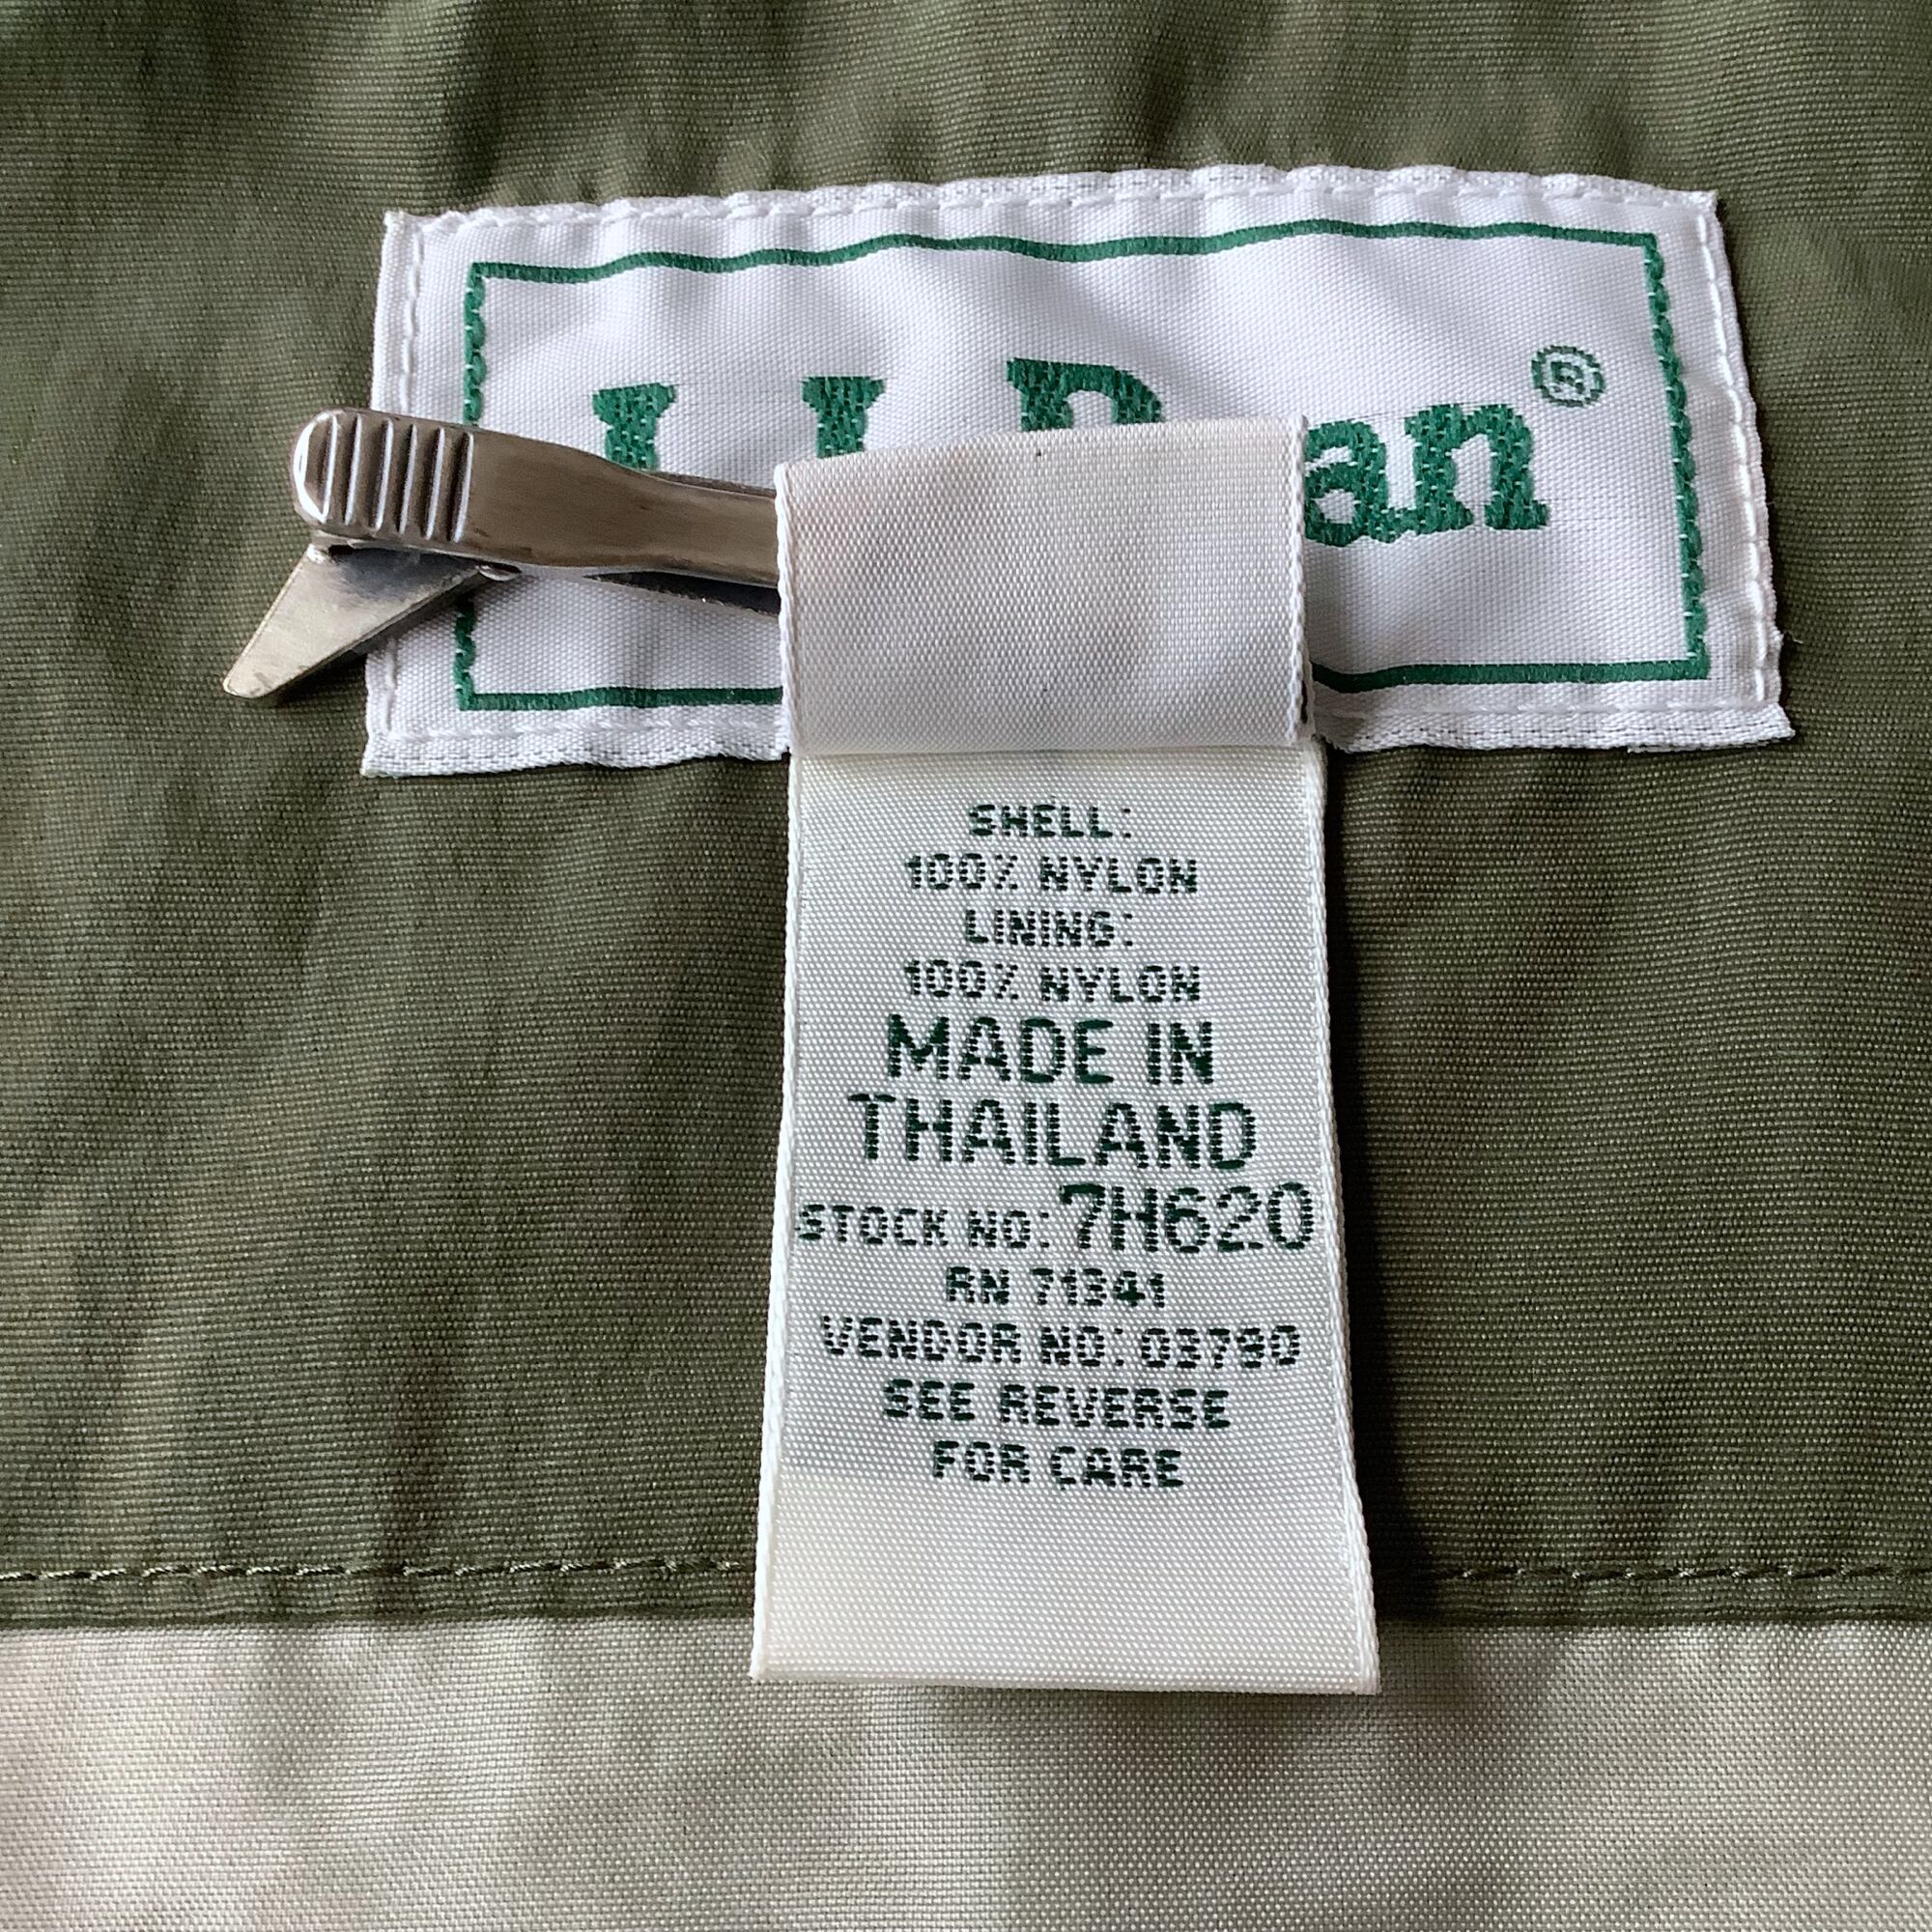 L.L.Bean®
SHELL:
100% NYLON
LINING:
100% NYLON
MADE IN
THAILAND
STOCK NO: 7H620
RN 71341
VENDOR NO: 03790
SEE REVERSE
FOR CARE